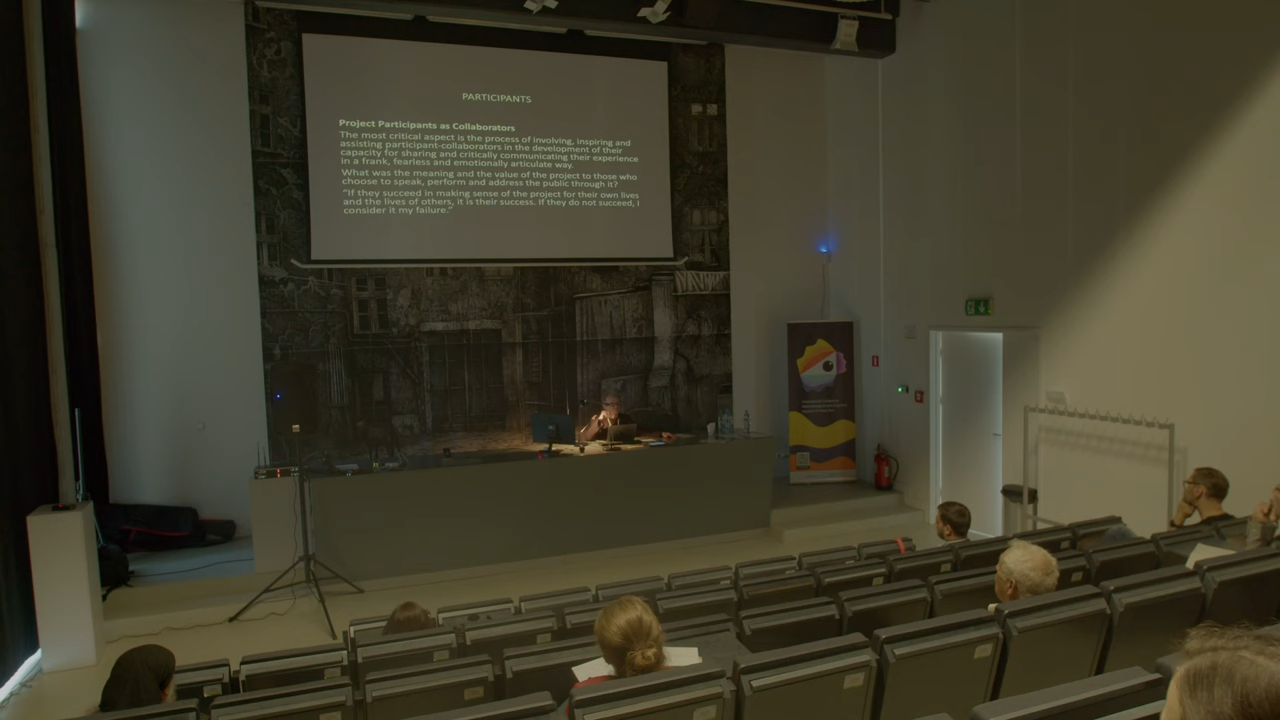 PARTICIPANTS
Project Participants as Collaborators
The most critical aspect is the process of involving, inspiring and
assisting participant-collaborators in the development of their
capacity for sharing and critically communicating their experience
in a frank, fearless and emotionally articulate way.
What was the meaning and the value of the project to those who
choose to speak, perform and address the public through it?
“If they succeed in making sense of the project for their own lives
and the lives of others, it is their success. If they do not succeed, I
consider it my failure.”